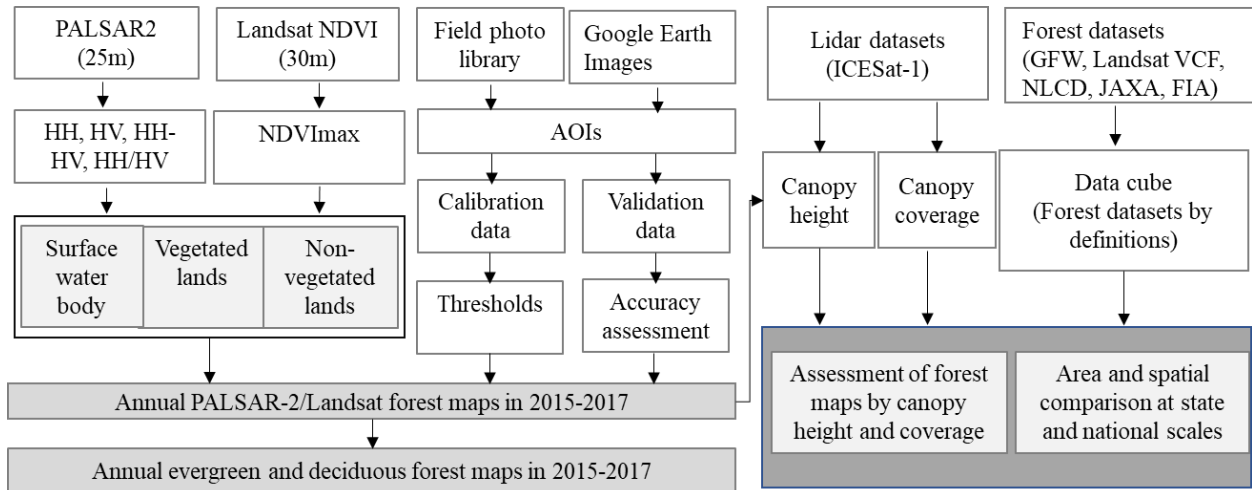 PALSAR2
(25m)
Landsat NDVI
(30m)
Field photo
library
Google Earth
Images
Lidar datasets
(ICESat-1)
Forest datasets
(GFW, Landsat VCF,
NLCD, JAXA, FIA)
HH, HV, HH-
HV, HH/HV
NDVImax
AOIs
Calibration
data
Validation
data
Canopy
height
Canopy
coverage
Data cube
(Forest datasets by
definitions)
Surface
water
body
Vegetated
lands
Non-
vegetated
lands
Thresholds
Accuracy
assessment
Annual PALSAR-2/Landsat forest maps in 2015-2017
Annual evergreen and deciduous forest maps in 2015-2017
Assessment of forest
maps by canopy
height and coverage
Area and spatial
comparison at state
and national scales